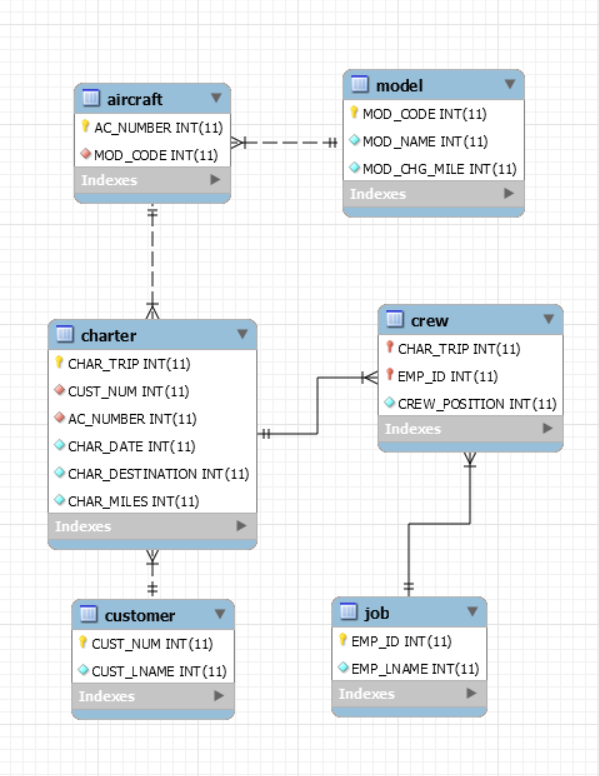 aircraft
AC_NUMBER INT(11)
MOD_CODE INT(11)
Indexes
model
MOD_CODE INT(11)
MOD_NAME INT(11)
MOD_CHG_MILE INT(11)
Indexes
charter
CHAR_TRIP INT(11)
CUST_NUM INT(11)
AC_NUMBER INT(11)
CHAR_DATE INT(11)
CHAR_DESTINATION INT(11)
CHAR_MILES INT(11)
Indexes
crew
CHAR_TRIP INT(11)
EMP_ID INT(11)
CREW_POSITION INT(11)
Indexes
customer
CUST_NUM INT(11)
CUST_LNAME INT(11)
Indexes
job
EMP_ID INT(11)
EMP_LNAME INT(11)
Indexes